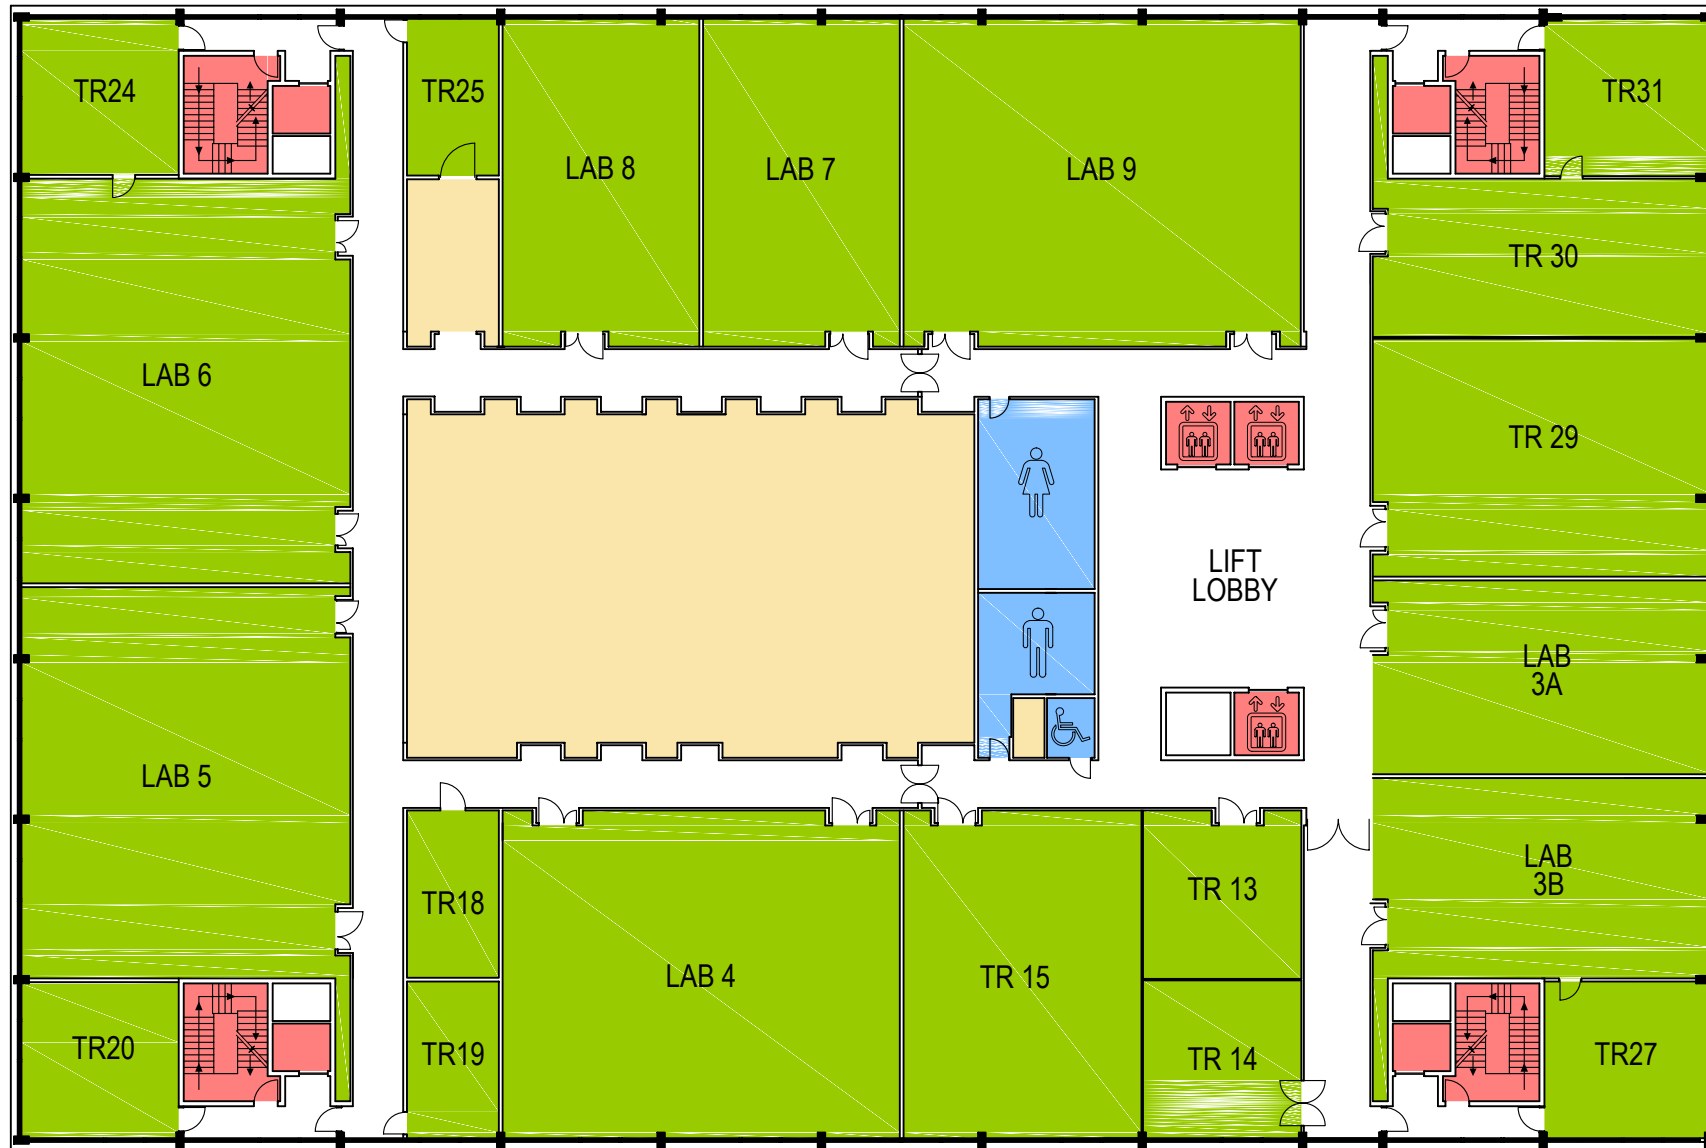 TR24
TR25
TR31
LAB 8
LAB 7
LAB 9
TR 30
LAB 6
TR 29
LIFT
LOBBY
LAB
3A
LAB 5
LAB
3B
TR18
TR 13
LAB 4
TR 15
TR20
TR19
TR 14
TR27